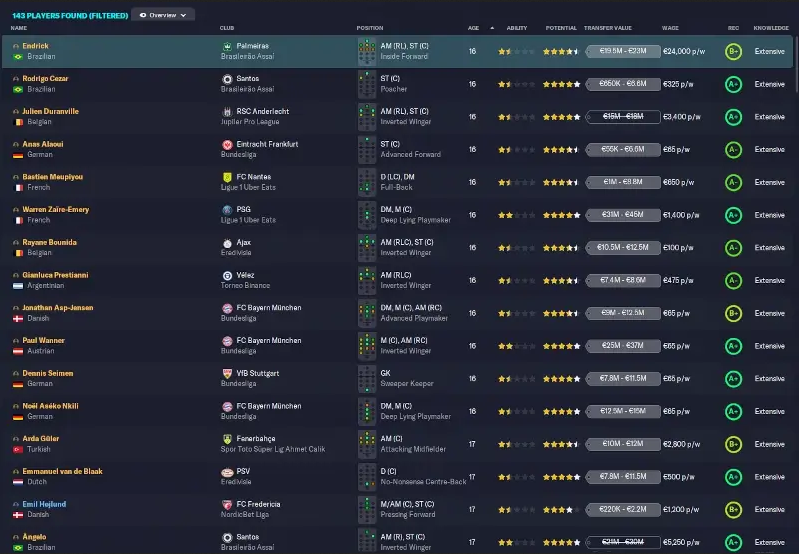 143 PLAYERS FOUND (FILTERED) Overview
NAME CLUB POSITION AGE ABILITY POTENTIAL TRANSFER VALUE WAGE REC KNOWLEDGE
Endrick Palmeiras AM (RL), ST (C) 16 €19.5M - €23M €24,000 p/w B+ Extensive
Brazilian Brasileirão Assaí Inside Forward
Rodrigo Cezar Santos ST (C) 16 €650K - €6.6M €325 p/w A+ Extensive
Brazilian Brasileirão Assaí Poacher
Julien Duranville RSC Anderlecht AM (RL), ST (C) 16 €15M - €18M €3,400 p/w A+ Extensive
Belgian Jupiler Pro League Inverted Winger
Anas Alaoui Eintracht Frankfurt ST (C) 16 €55K - €6.6M €65 p/w A- Extensive
German Bundesliga Advanced Forward
Bastien Meupiyou FC Nantes D (LC), DM 16 €1M - €9.8M €650 p/w A- Extensive
French Ligue 1 Uber Eats Full-Back
Warren Zaïre-Emery PSG DM, M (C) 16 €31M - €45M €1,400 p/w A+ Extensive
French Ligue 1 Uber Eats Deep Lying Playmaker
Rayane Bounida Ajax AM (RLC), ST (C) 16 €10.5M - €12.5M €100 p/w A- Extensive
Belgian Eredivisie Inverted Winger
Gianluca Prestianni Vélez AM (RLC) 16 €7.4M - €8.6M €475 p/w A- Extensive
Argentinian Torneo Binance Inverted Winger
Jonathan Asp-Jensen FC Bayern München DM, M (C), AM (RC) 16 €9M - €12.5M €65 p/w B+ Extensive
Danish Bundesliga Advanced Playmaker
Paul Wanner FC Bayern München M (C), AM (RC) 16 €25M - €37M €65 p/w A+ Extensive
Austrian Bundesliga Inverted Winger
Dennis Seimen VfB Stuttgart GK 16 €7.8M - €11.5M €65 p/w A+ Extensive
German Bundesliga Sweeper Keeper
Noël Aséko Nkili FC Bayern München DM, M (C) 16 €12.5M - €15M €65 p/w A+ Extensive
German Bundesliga Deep Lying Playmaker
Arda Güler Fenerbahçe AM (C) 17 €10M - €12M €2,800 p/w B+ Extensive
Turkish Spor Toto Süper Lig Ahmet Calik Attacking Midfielder
Emmanuel van de Blaak PSV D (C) 17 €7.8M - €11.5M €500 p/w A+ Extensive
Dutch Eredivisie No-Nonsense Centre-Back
Emil Højlund FC Fredericia M/AM (C), ST (C) 17 €220K - €2.2M €1,200 p/w B+ Extensive
Danish NordicBet Liga Pressing Forward
Ângelo Santos AM (R), ST (C) 17 €21M - €30M €5,250 p/w A+ Extensive
Brazilian Brasileirão Assaí Inverted Winger